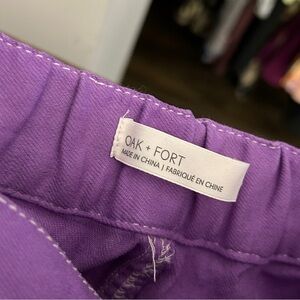 OAK + FORT
MADE IN CHINA | FABRIQUÉ EN CHINE